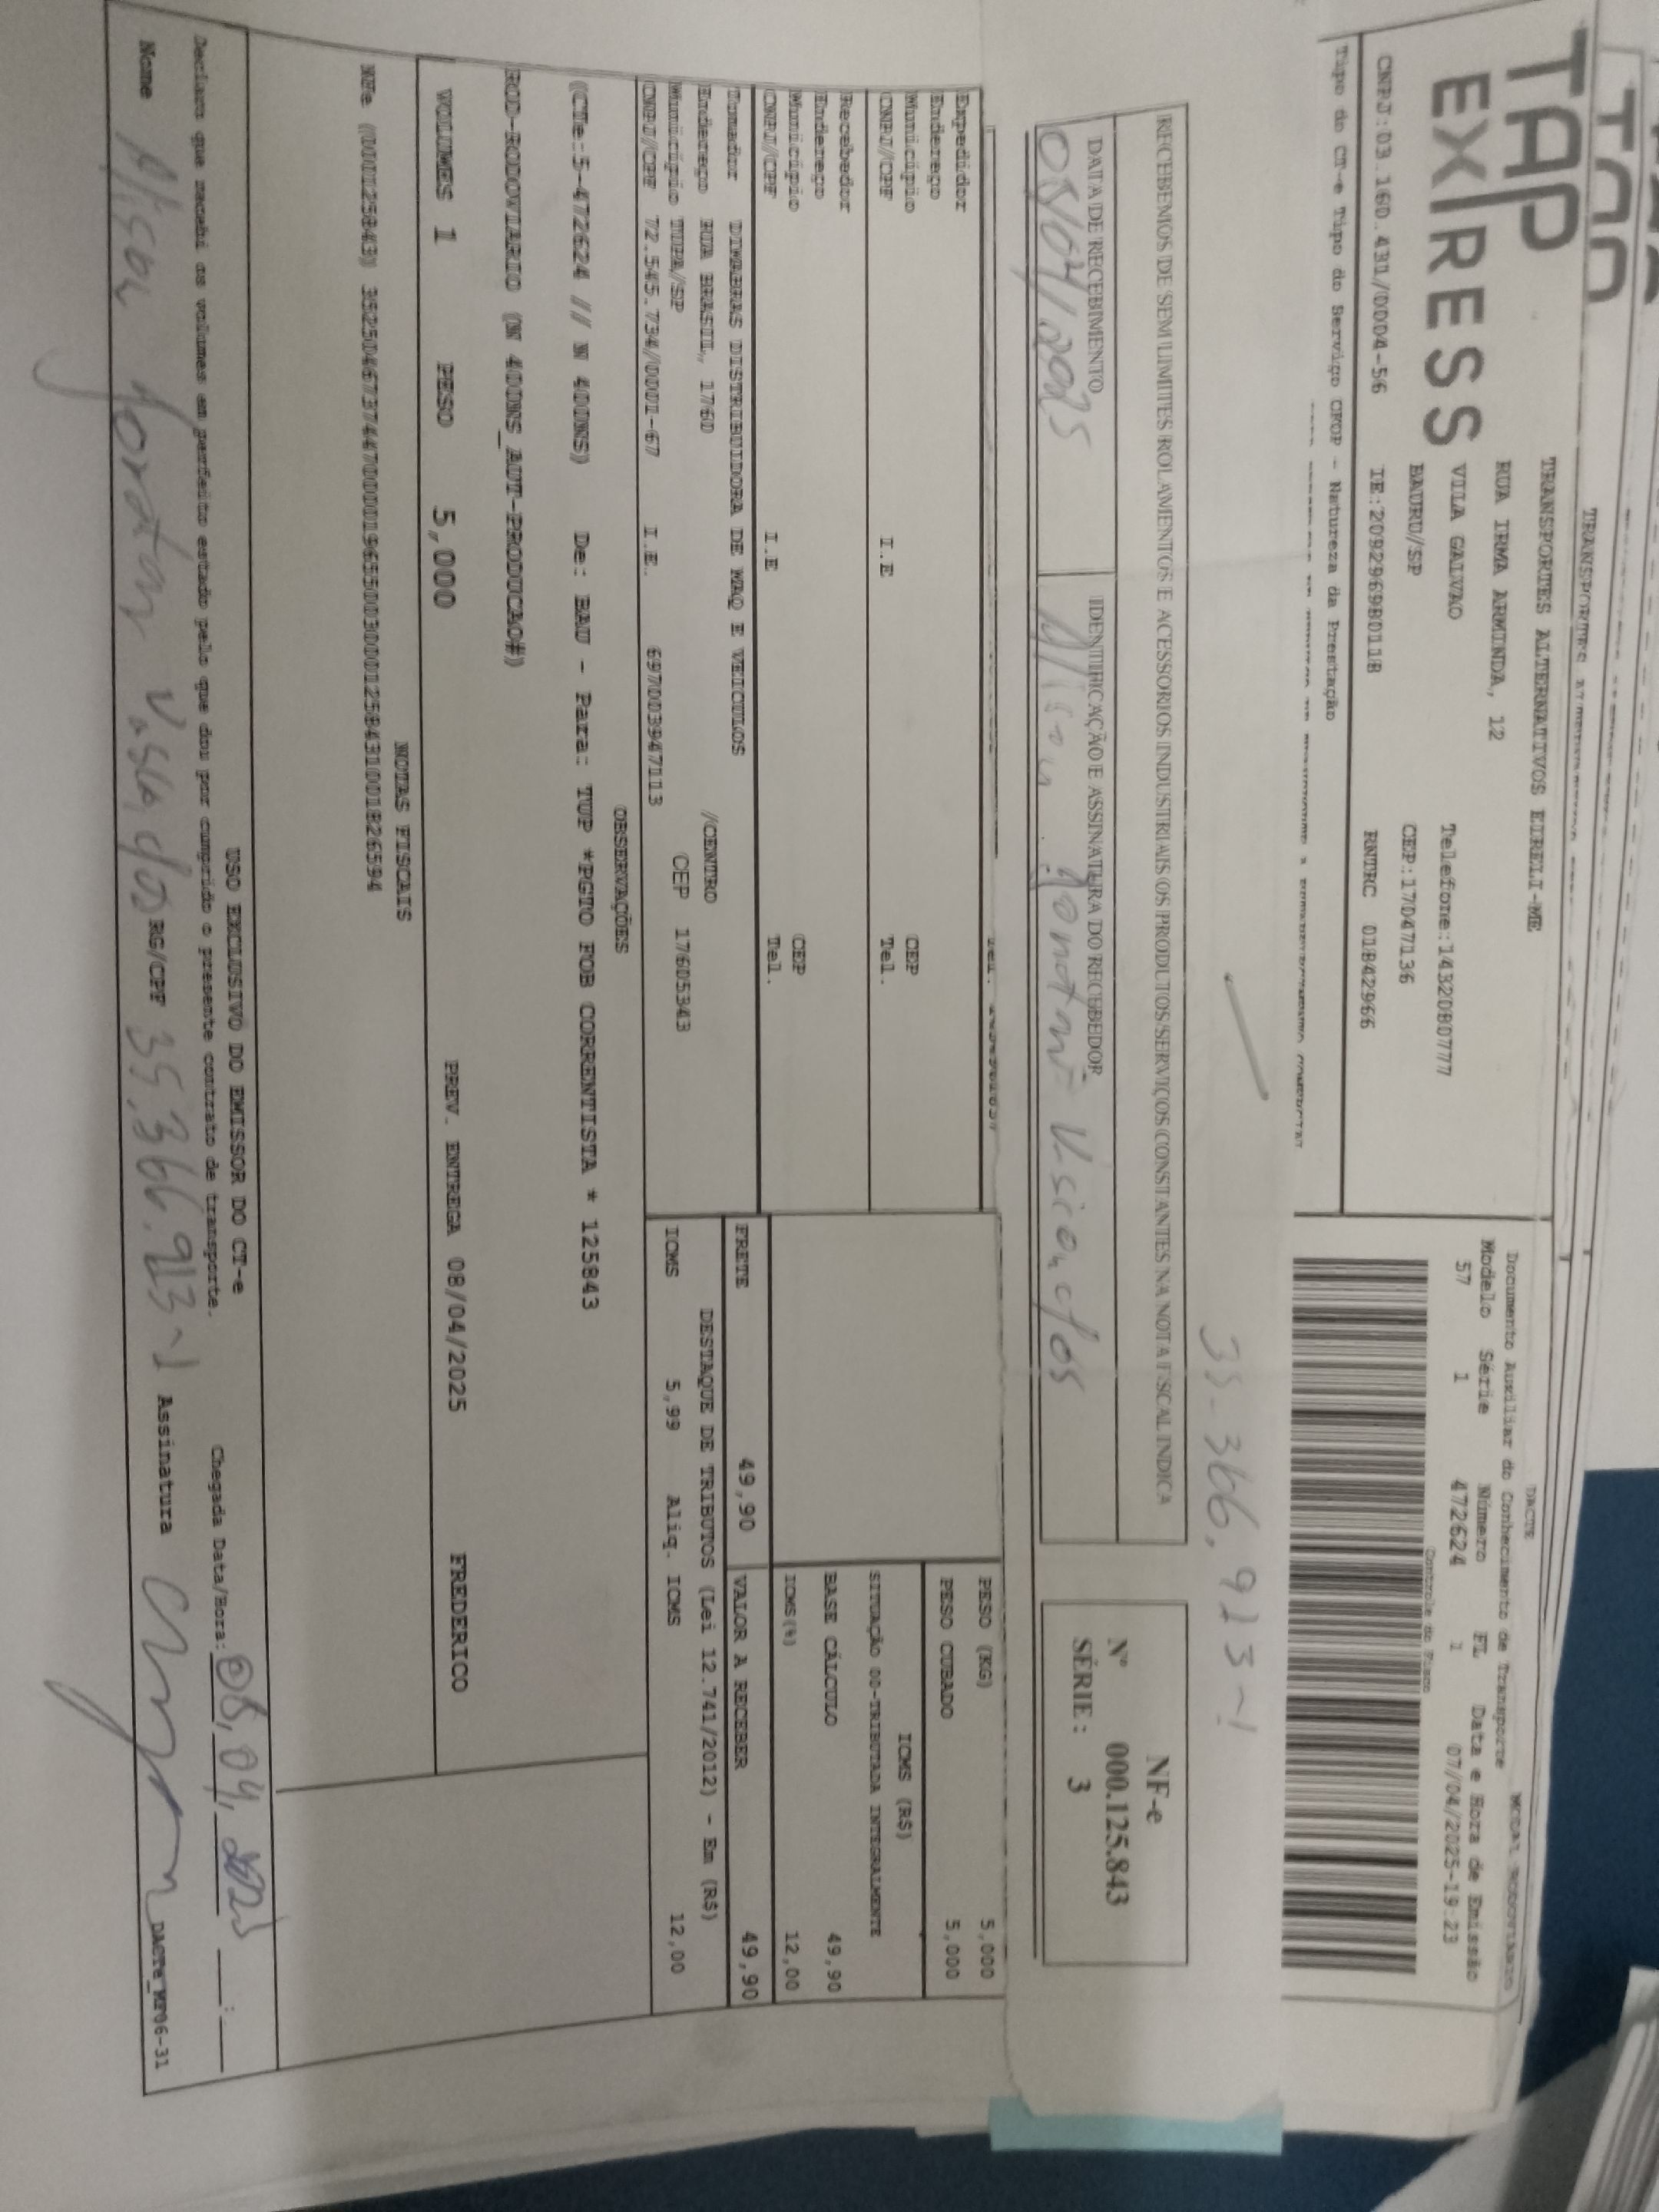 TAP
EXPRESS
TRANSPORTES ALTERNATIVOS EIRELI-ME
RUA IRMA ARMINDA, 12
VILA GALVAO Telefone:1432080777
BAURU/SP CEP:17047136
CNPJ:03.160.431/0004-56 IE:209296980118 RNTRC 01842966
Tipo do CT-e Tipo do Serviço CFOP - Natureza da Prestação
DACTE
Documento Auxiliar do Conhecimento de Transporte
MODAL RODOVIARIO
Modelo Série Número FL Data e Hora de Emissão
57 1 472624 1 07/04/2025-19:23
Controle do Fisco
35-366.913-1
RECEBEMOS DE SEM LIMITES ROLAMENTOS E ACESSORIOS INDUSTRIAIS OS PRODUTOS/SERVIÇOS CONSTANTES NA NOTA FISCAL INDICA
DATA DE RECEBIMENTO IDENTIFICAÇÃO E ASSINATURA DO RECEBEDOR
08/04/2025 Alison
NF-e
Nº 000.125.843
SÉRIE: 3
Expedidor
Endereço
Município CEP
CNPJ/CPF I.E Tel.
Recebedor
Endereço
Município CEP
CNPJ/CPF I.E Tel.
Tomador DIMABRAS DISTRIBUIDORA DE MAQ E VEICULOS
Endereço RUA BRASIL, 1760 /CENTRO
Município TUPA/SP CEP 17605343
CNPJ/CPF 72.545.734/0001-67 I.E. 697003947113
PESO (KG) 5,000
PESO CUBADO 5,000
ICMS (R$)
SITUAÇÃO 00-TRIBUTADA INTEGRALMENTE
BASE CÁLCULO 49,90
ICMS(%) 12,00
FRETE 49,90 VALOR A RECEBER 49,90
DESTAQUE DE TRIBUTOS (Lei 12.741/2012) - Em (R$)
ICMS 5,99 Aliq. ICMS 12,00
OBSERVAÇÕES
(CTe:5-472624 // N 400NS) De: BAU - Para: TUP *PGTO FOB CORRENTISTA * 125843
ROD-RODOVIARIO (N 400NS_AUT-PRODUCAO#)
VOLUMES 1 PESO 5,000 PREV. ENTREGA 08/04/2025 FREDERICO
NOTAS FISCAIS
USO EXCLUSIVO DO EMISSOR DO CT-e
Declaro que recebi os volumes em perfeito estado pelo que dou por cumprido o presente contrato de transporte.
Chegada Data/Hora: 08,04,2025 __:__
Nome Alison RG/CPF 35,366.913-1 Assinatura
DACTe_MP06-31